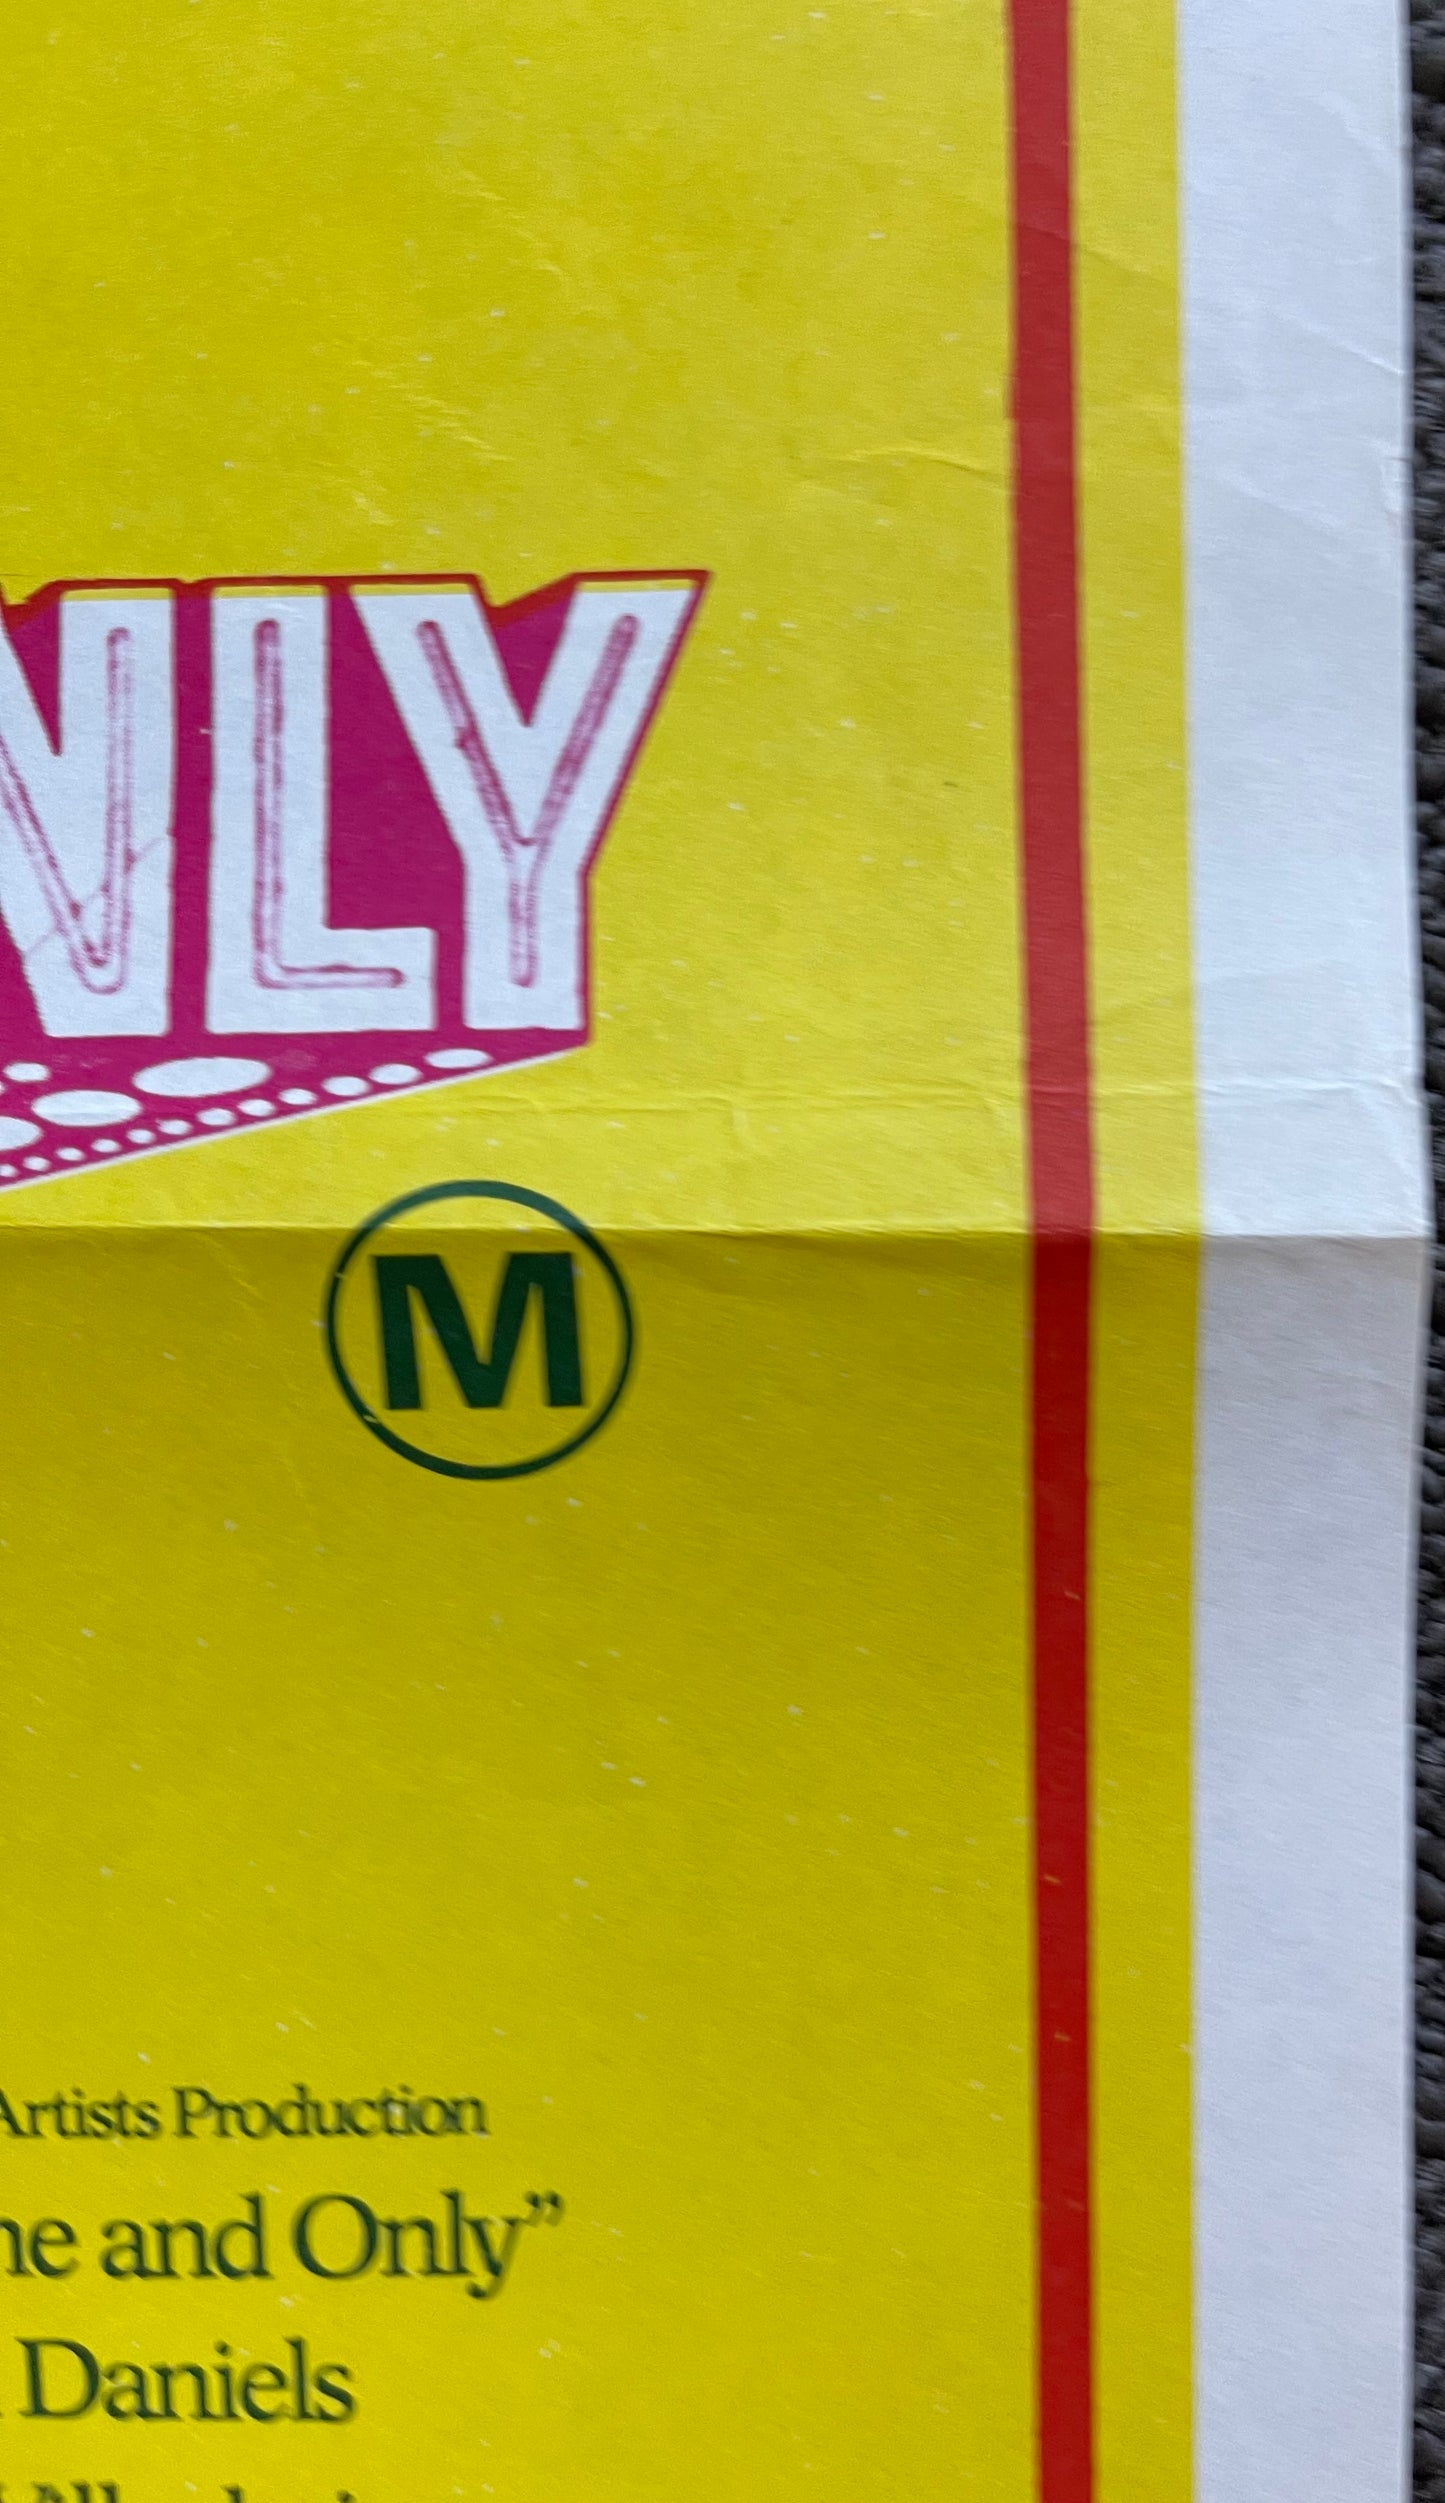 NLY
M
Artists Production
ne and Only”
Daniels